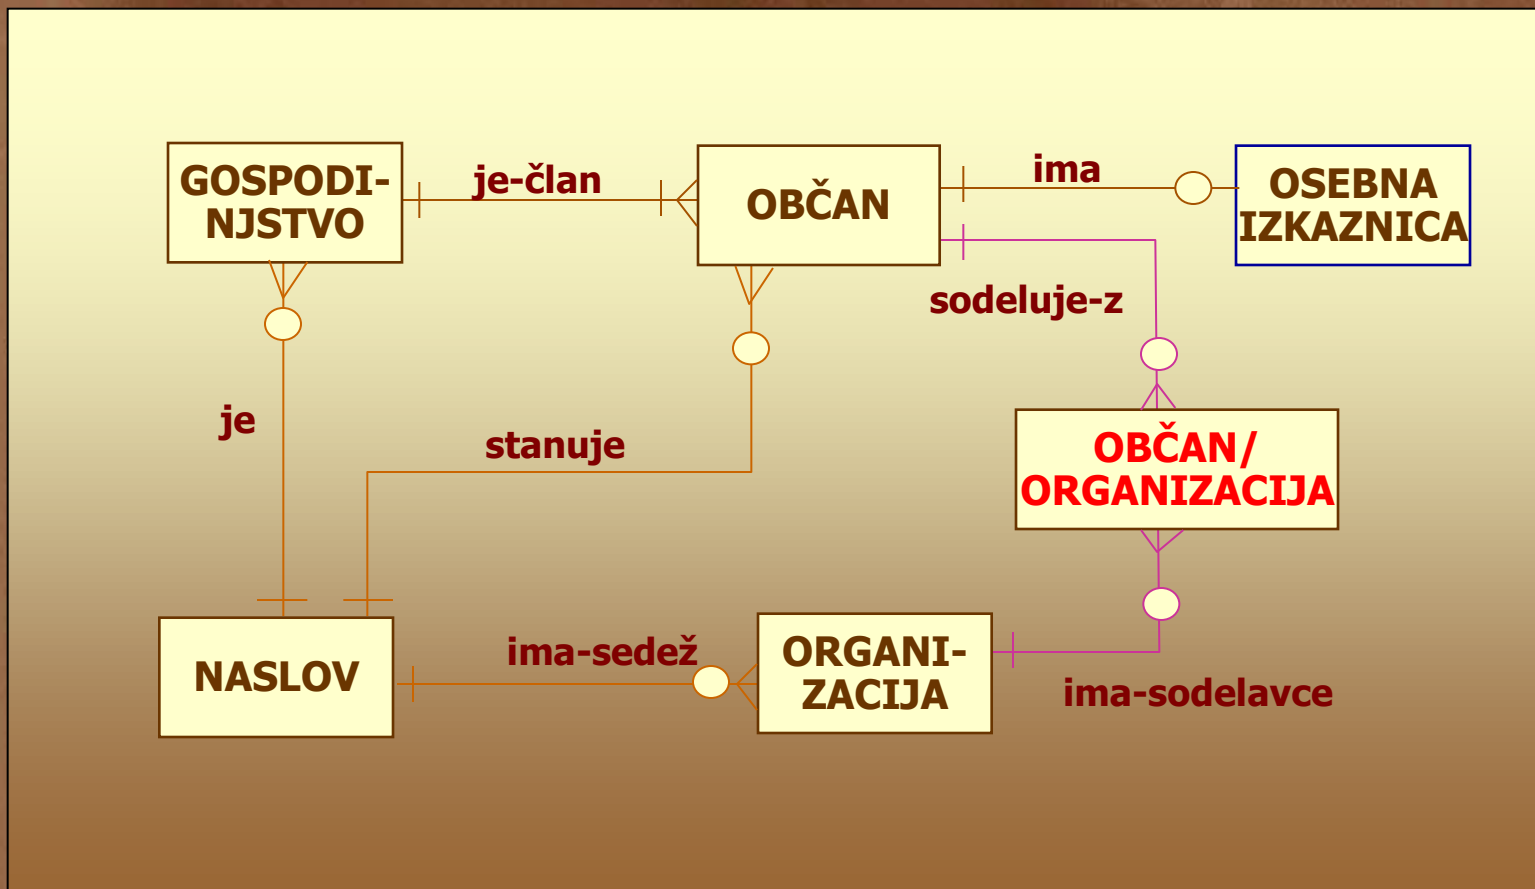 GOSPODI-
NJSTVO
je-član
OBČAN
ima
OSEBNA
IZKAZNICA
sodeluje-z
je
stanuje
OBČAN/
ORGANIZACIJA
NASLOV
ima-sedež
ORGANI-
ZACIJA
ima-sodelavce